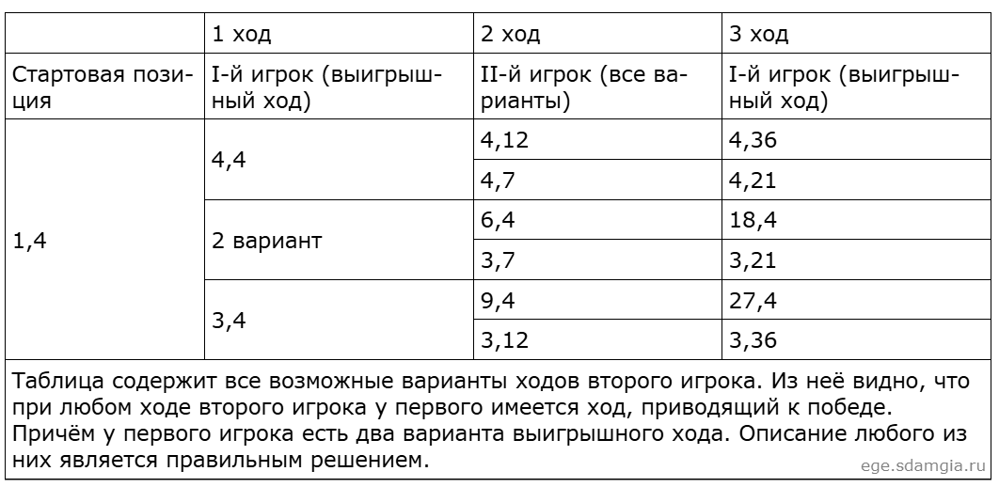 1 ход 2 ход 3 ход
Стартовая пози-
ция
I-й игрок (выигрыш-
ный ход)
II-й игрок (все ва-
рианты)
I-й игрок (выигрыш-
ный ход)
1,4
4,4
4,12 4,36
4,7 4,21
2 вариант
6,4 18,4
3,7 3,21
3,4
9,4 27,4
3,12 3,36
Таблица содержит все возможные варианты ходов второго игрока. Из неё видно, что
при любом ходе второго игрока у первого имеется ход, приводящий к победе.
Причём у первого игрока есть два варианта выигрышного хода. Описание любого из
них является правильным решением.
ege.sdamgia.ru